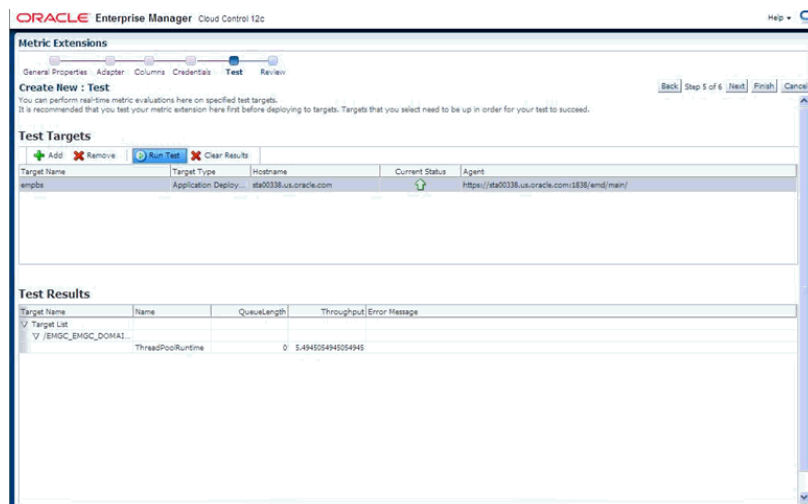 ORACLE Enterprise Manager Cloud Control 12c Help
Metric Extensions
General Properties Adapter Columns Credentials Test Review
Create New : Test
Back Step 5 of 6 Next Finish Cancel
You can perform real-time metric evaluations here on specified test targets.
It is recommended that you test your metric extension here first before deploying to targets. Targets that you select need to be up in order for your test to succeed.
Test Targets
Add Remove Run Test Clear Results
Target Name Target Type Hostname Current Status Agent
empbs Application Deploy... sta00338.us.oracle.com https://sta00338.us.oracle.com:1838/emd/main/
Test Results
Target Name Name QueueLength Throughput Error Message
Target List
/EMGC_EMGC_DOMAI...
ThreadPoolRuntime 0 5.4945054945054945